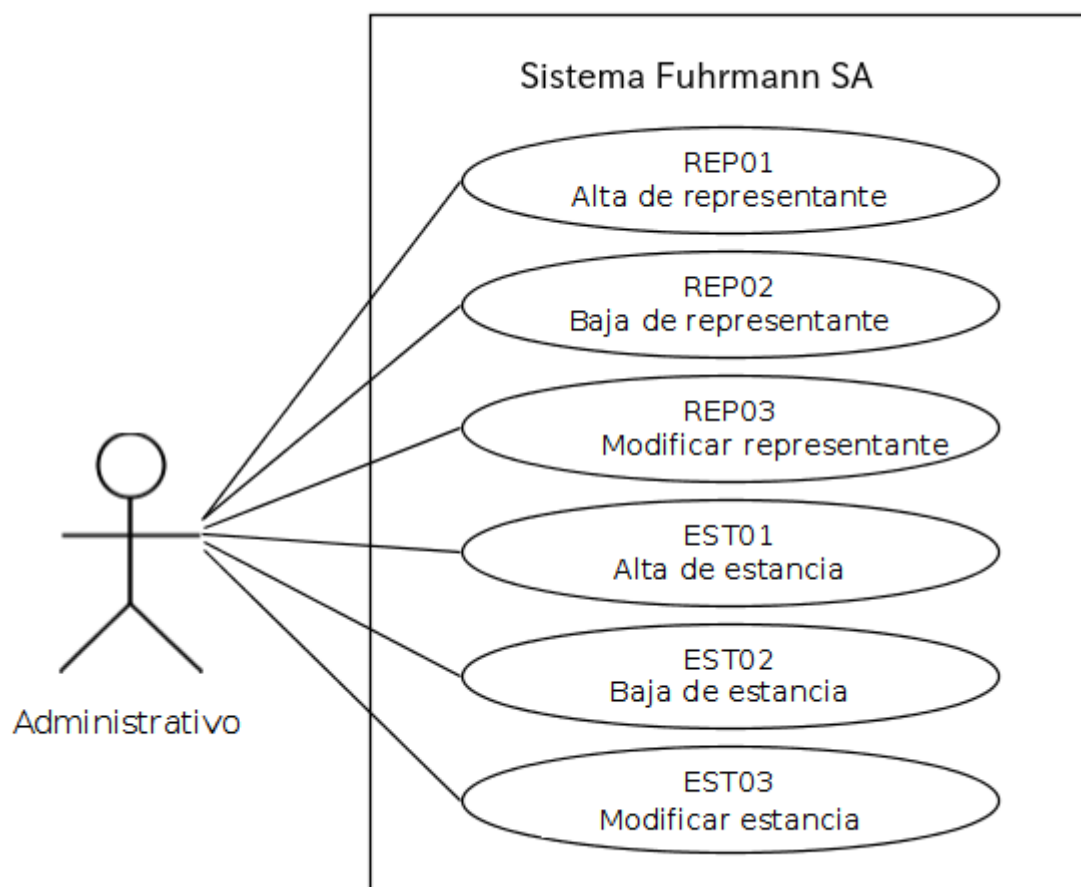 Sistema Fuhrmann SA
REP01
Alta de representante
REP02
Baja de representante
REP03
Modificar representante
EST01
Alta de estancia
EST02
Baja de estancia
Administrativo
EST03
Modificar estancia